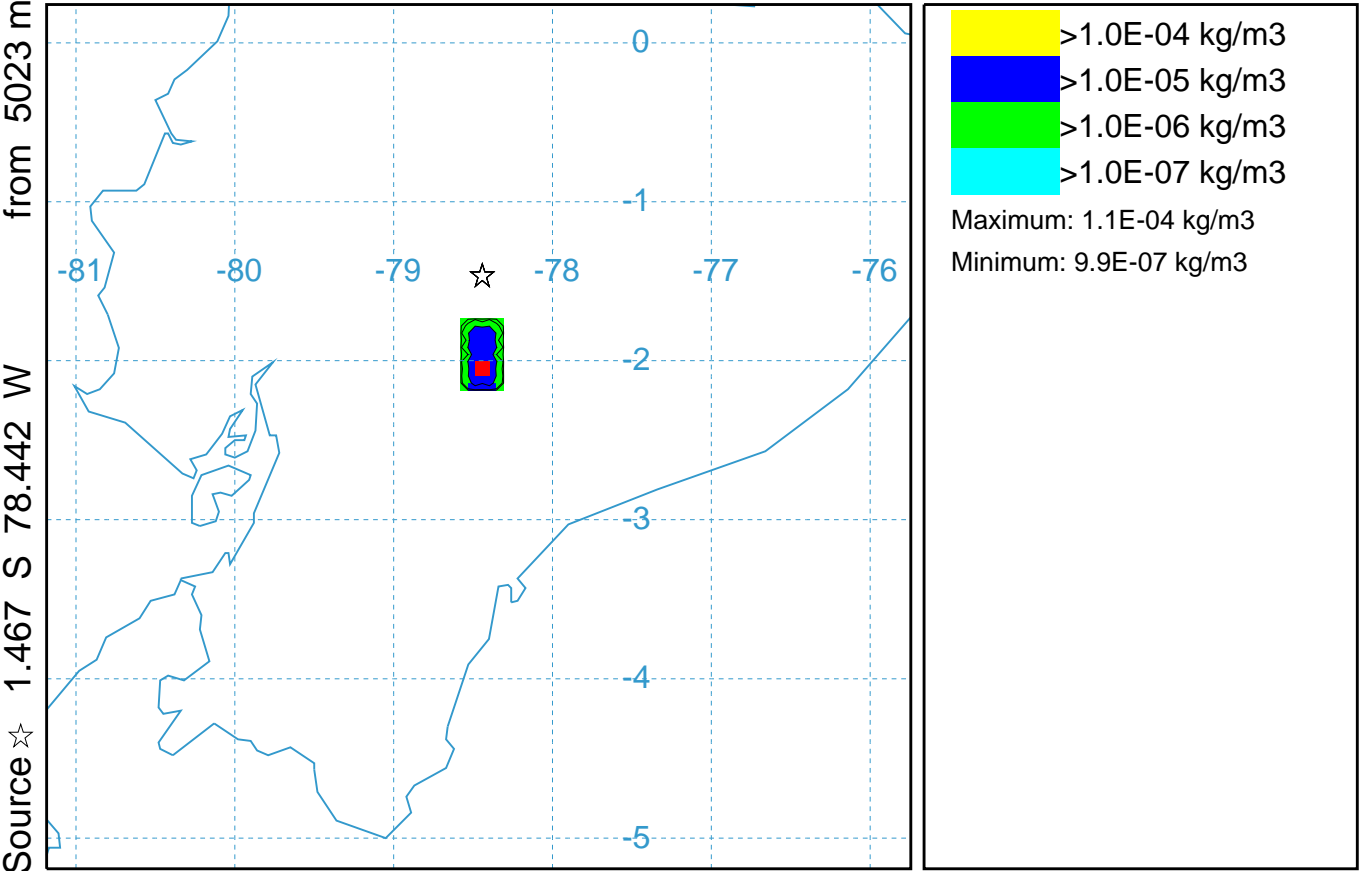 Source ☆ 1.467 S 78.442 W from 5023 m
0
-1
-81 -80 -79 -78 -77 -76
-2
-3
-4
-5
>1.0E-04 kg/m3
>1.0E-05 kg/m3
>1.0E-06 kg/m3
>1.0E-07 kg/m3
Maximum: 1.1E-04 kg/m3
Minimum: 9.9E-07 kg/m3